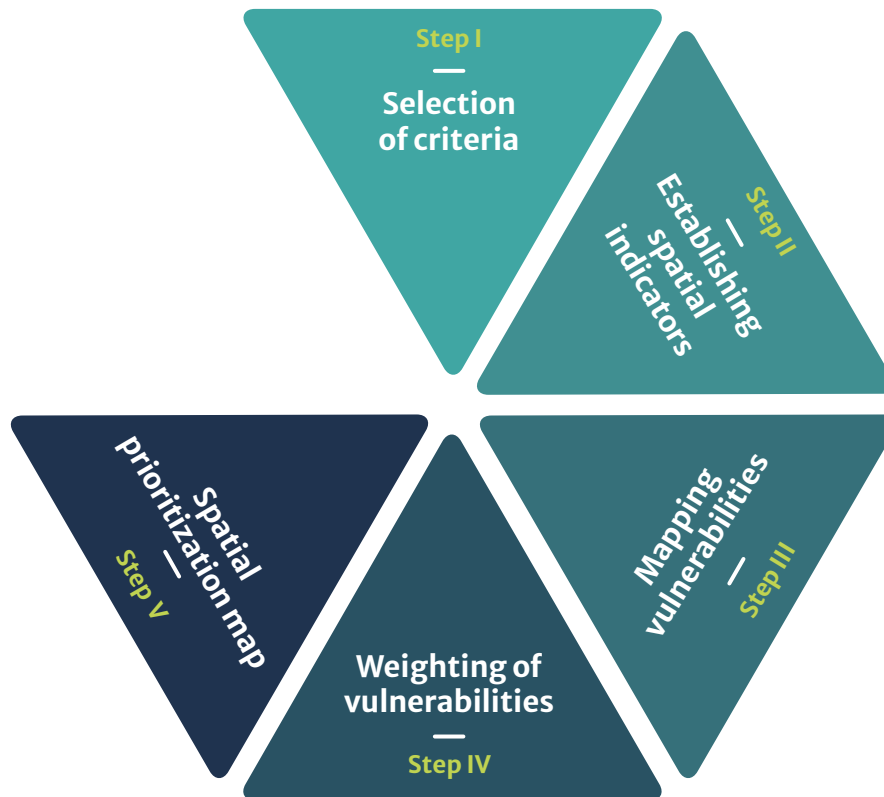 Step I
Selection
of criteria
Step II
Establishing
spatial
indicators
Mapping
vulnerabilities
Step III
Weighting of
vulnerabilities
Step IV
Spatial
prioritization map
Step V